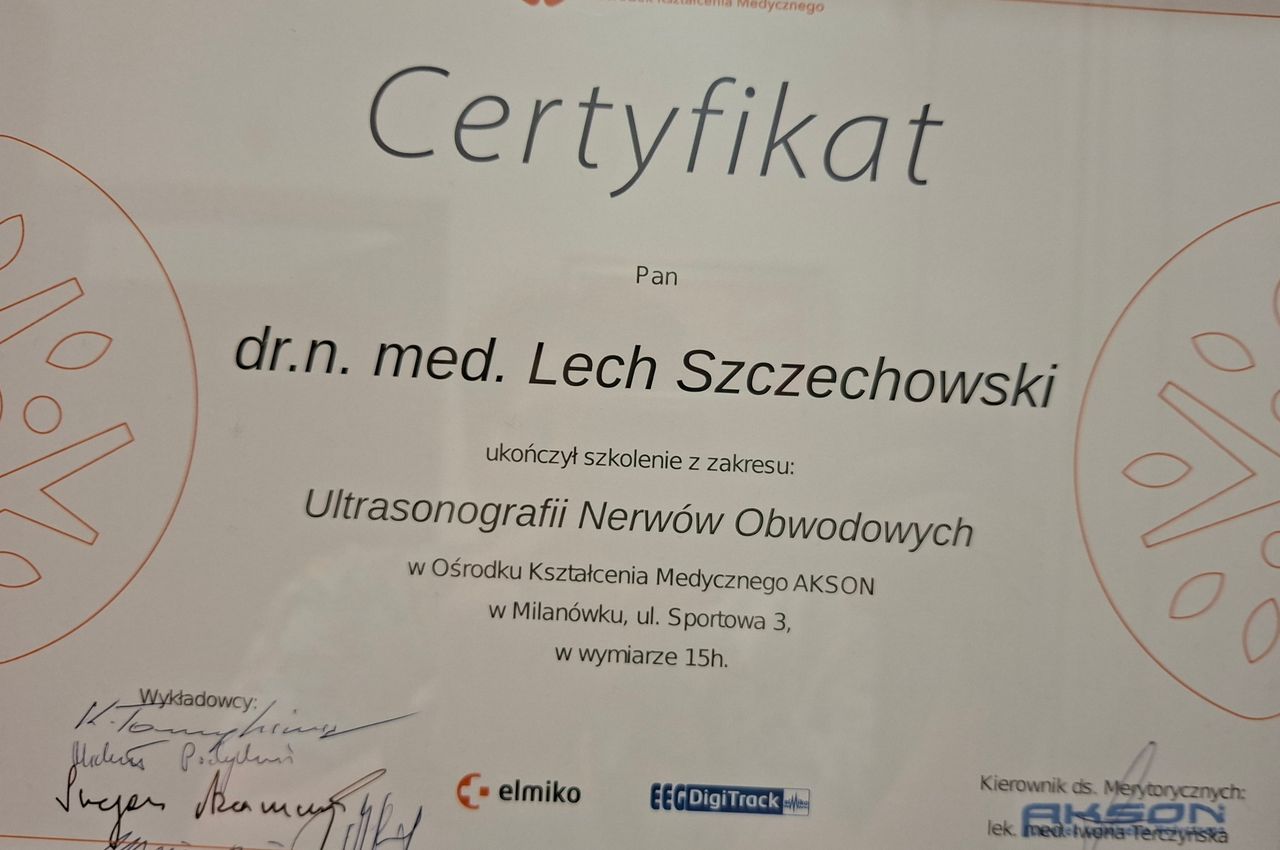 Kształcenia Medycznego
Certyfikat
Pan
dr.n. med. Lech Szczechowski
ukończył szkolenie z zakresu:
Ultrasonografii Nerwów Obwodowych
w Ośrodku Kształcenia Medycznego AKSON
w Milanówku, ul. Sportowa 3,
w wymiarze 15h.
Wykładowcy:
elmiko
EEG DigiTrack
Kierownik ds. Merytorycznych:
AKSON
lek. med. Iwona Terczyńska